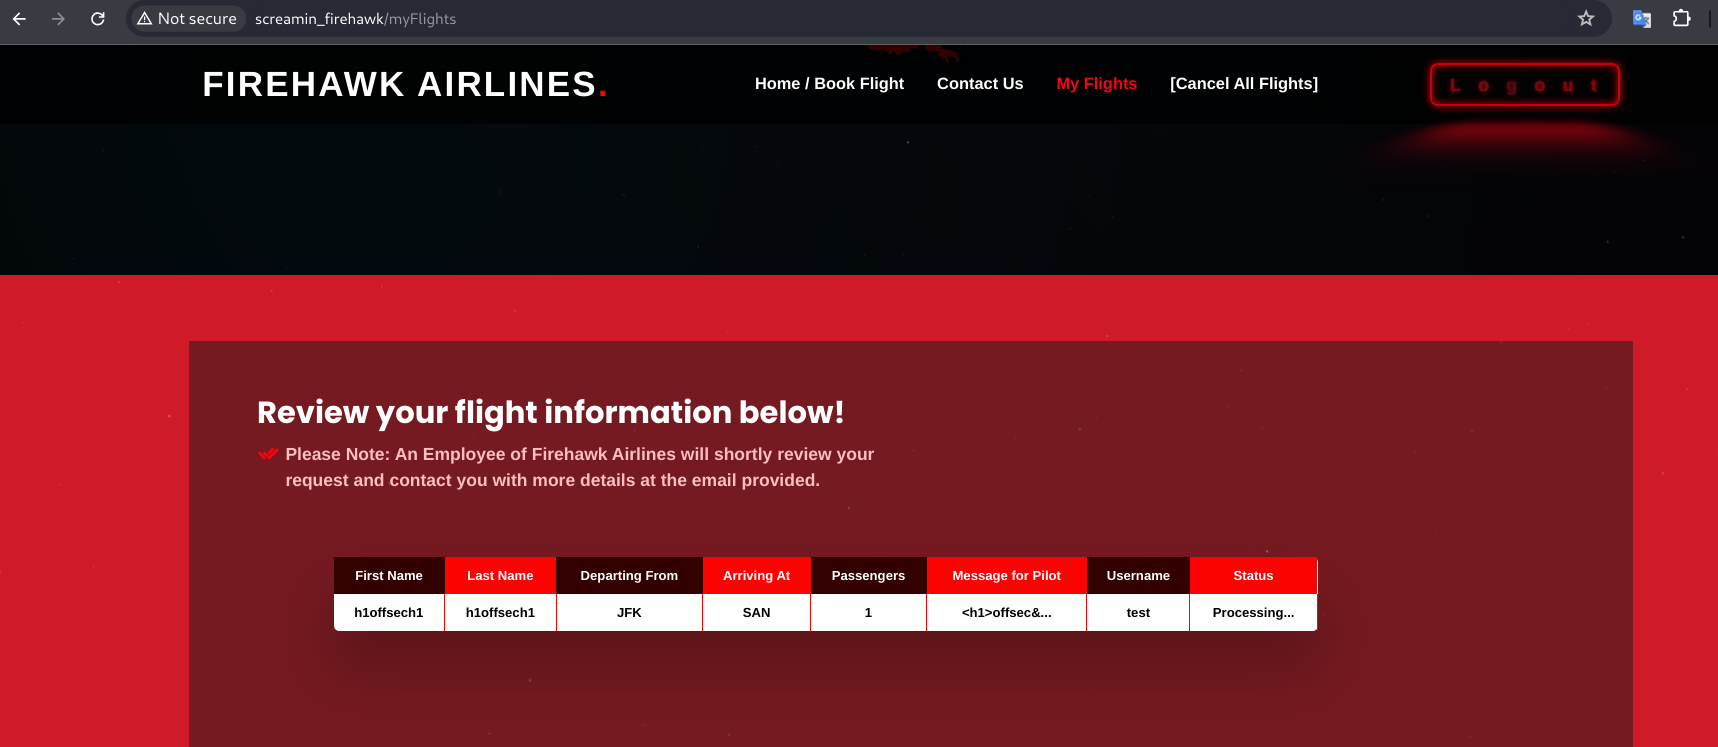 Not secure screamin_firehawk/myFlights
FIREHAWK AIRLINES. Home / Book Flight Contact Us My Flights [Cancel All Flights] Logout
Review your flight information below!
Please Note: An Employee of Firehawk Airlines will shortly review your
request and contact you with more details at the email provided.
First Name Last Name Departing From Arriving At Passengers Message for Pilot Username Status
h1offsech1 h1offsech1 JFK SAN 1 <h1>offsec&... test Processing...